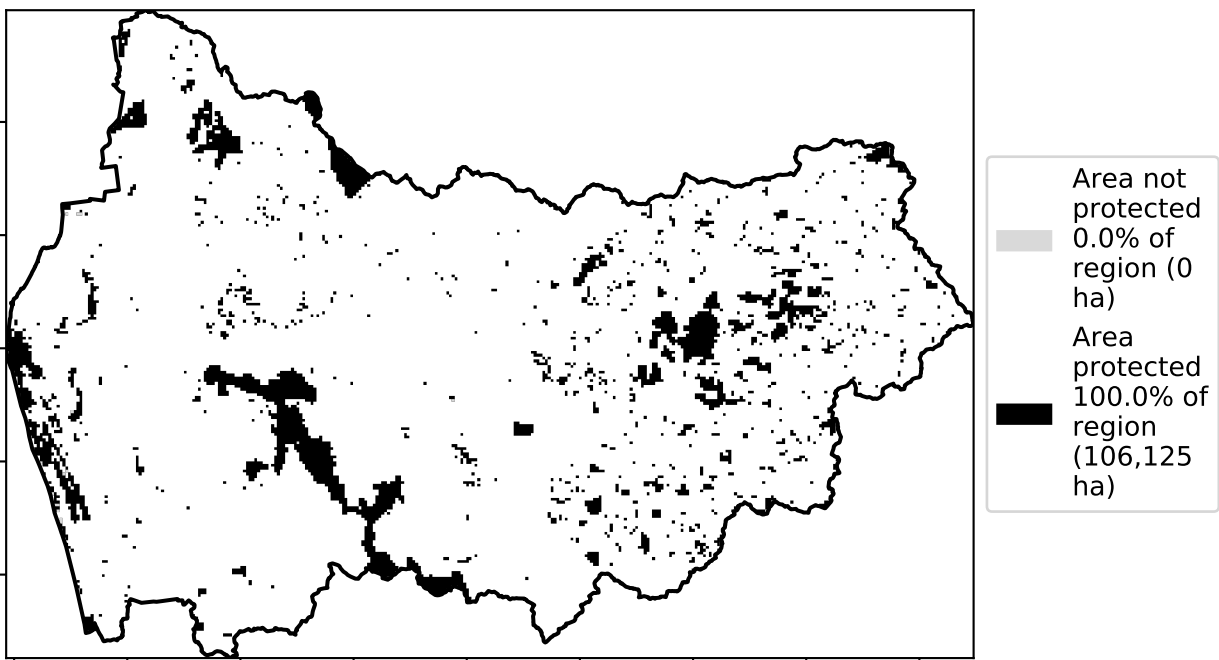 Area not
protected
0.0% of
region (0
ha)
Area
protected
100.0% of
region
(106,125
ha)